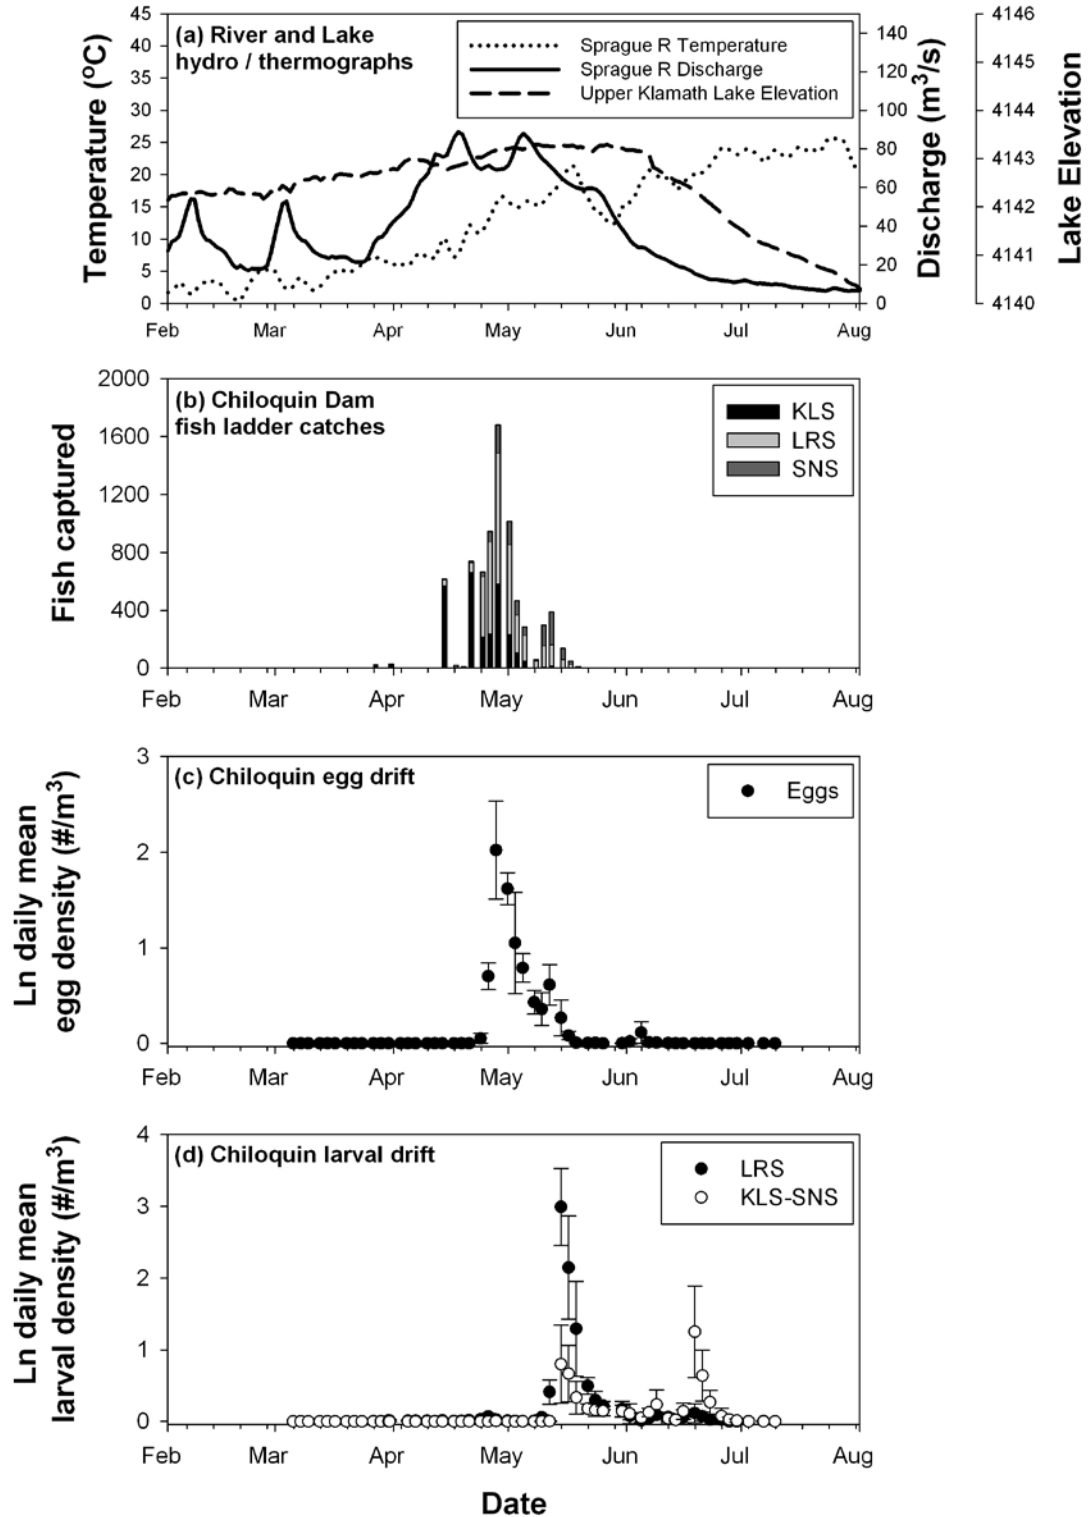 (a) River and Lake
hydro / thermographs
Sprague R Temperature
Sprague R Discharge
Upper Klamath Lake Elevation
Temperature (ºC)
45
40
35
30
25
20
15
10
5
0
Discharge (m³/s)
140
120
100
80
60
40
20
0
Lake Elevation
4146
4145
4144
4143
4142
4141
4140
Feb Mar Apr May Jun Jul Aug
(b) Chiloquin Dam
fish ladder catches
KLS
LRS
SNS
Fish captured
2000
1600
1200
800
400
0
Feb Mar Apr May Jun Jul Aug
(c) Chiloquin egg drift
Eggs
Ln daily mean
egg density (#/m³)
3
2
1
0
Feb Mar Apr May Jun Jul Aug
(d) Chiloquin larval drift
LRS
KLS-SNS
Ln daily mean
larval density (#/m³)
4
3
2
1
0
Feb Mar Apr May Jun Jul Aug
Date